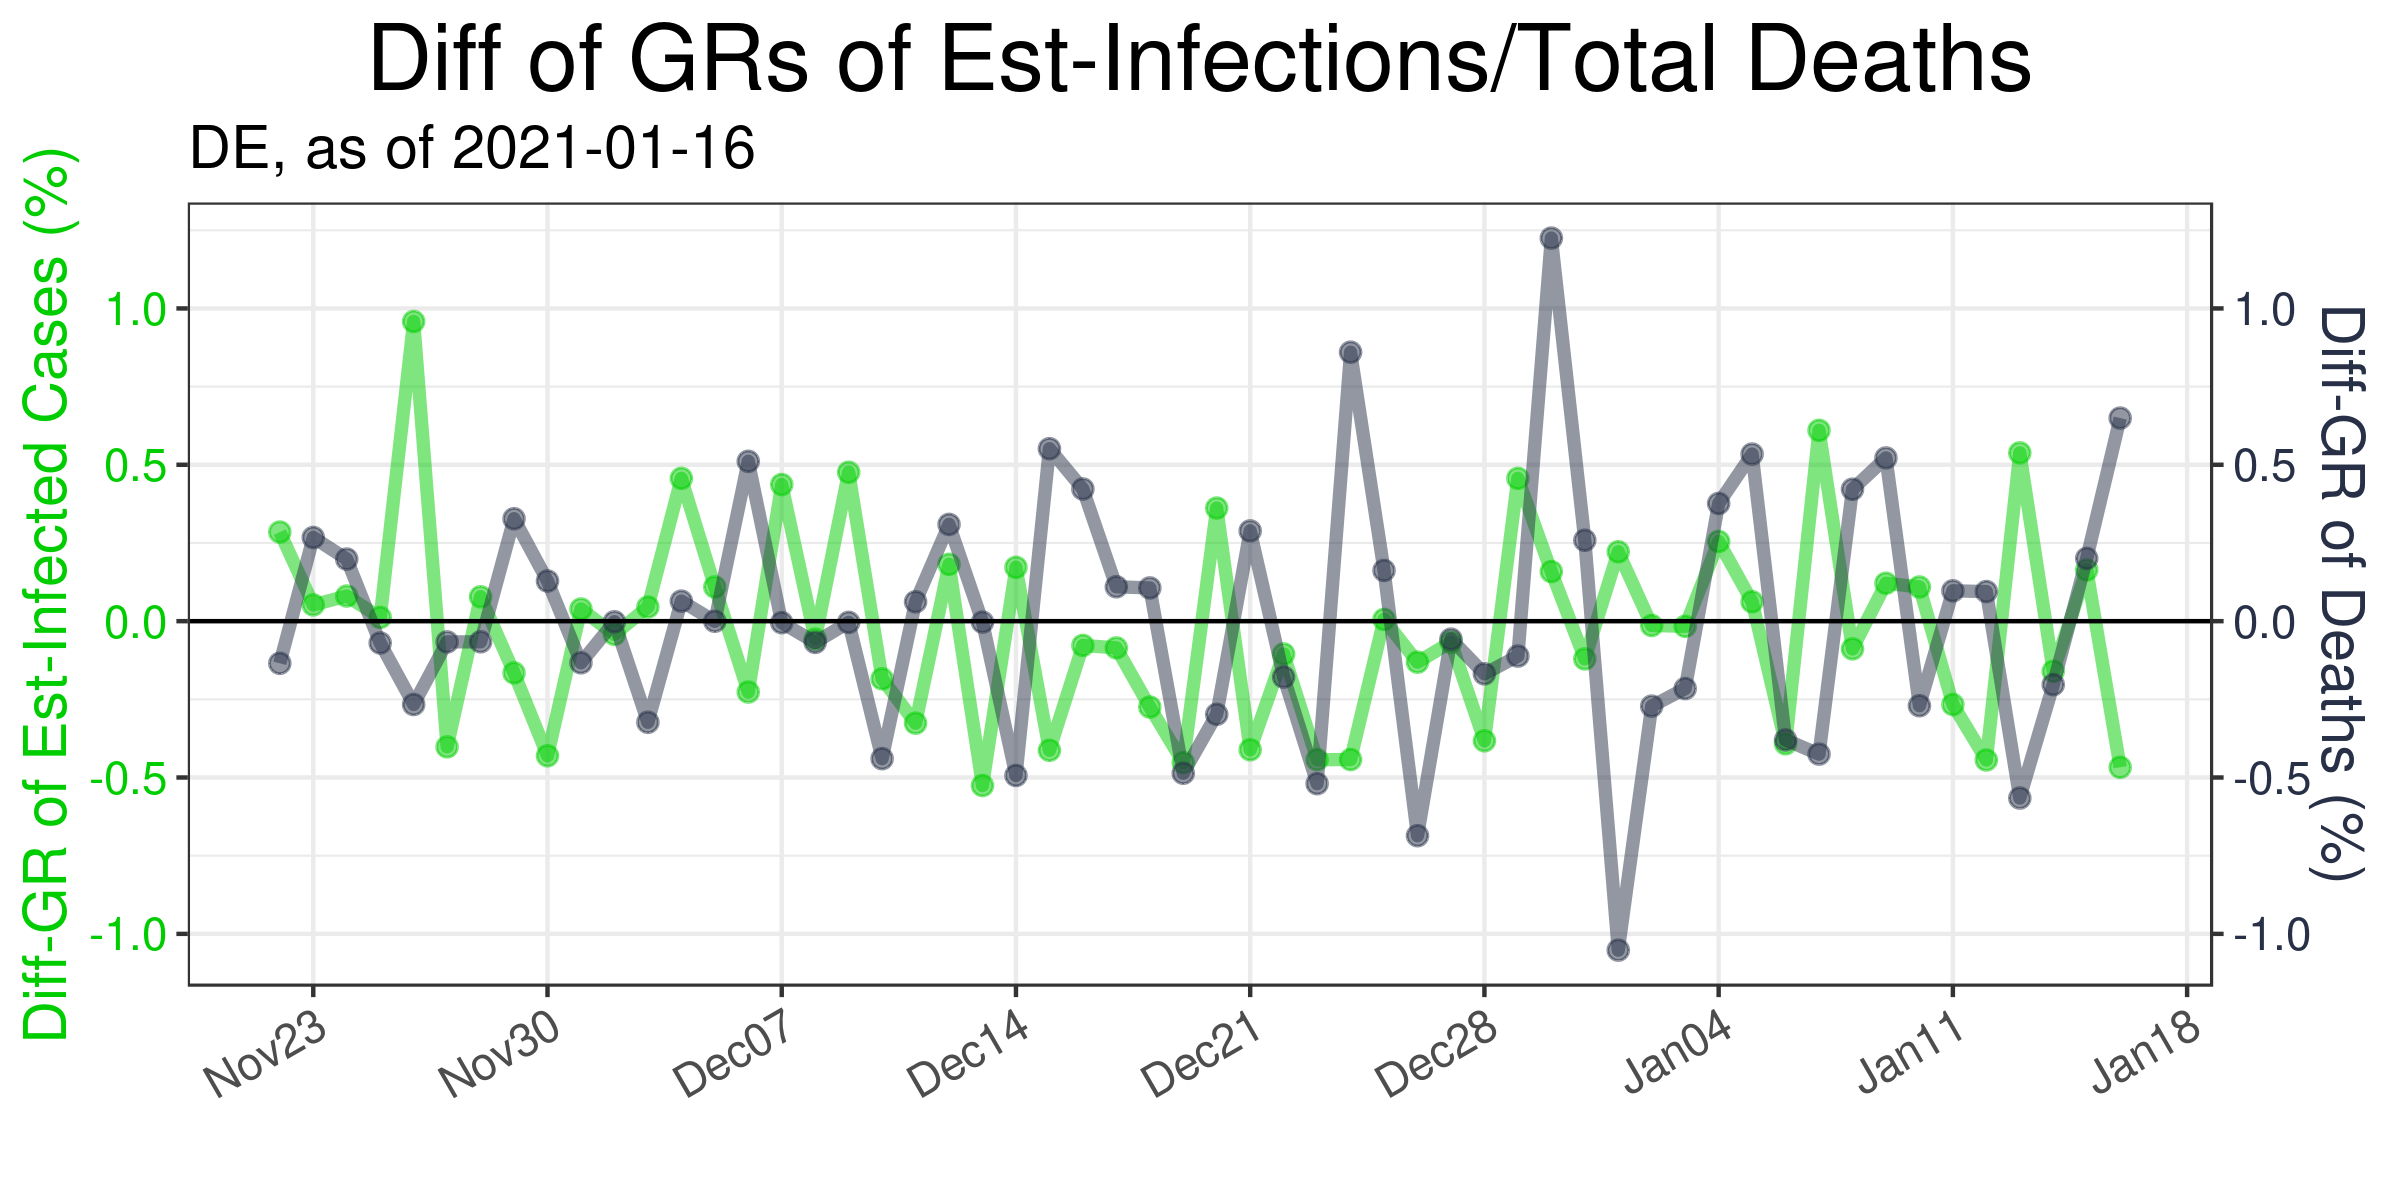 Diff of GRs of Est-Infections/Total Deaths
DE, as of 2021-01-16
Diff-GR of Est-Infected Cases (%)
1.0
0.5
0.0
-0.5
-1.0
1.0
0.5
0.0
-0.5
-1.0
Diff-GR of Deaths (%)
Nov23
Nov30
Dec07
Dec14
Dec21
Dec28
Jan04
Jan11
Jan18